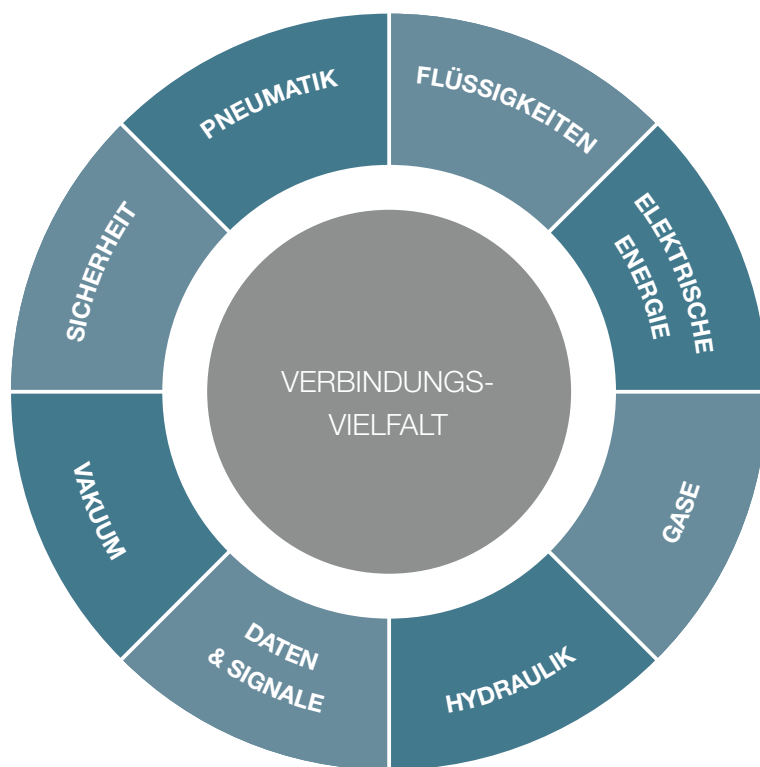 PNEUMATIK
FLÜSSIGKEITEN
ELEKTRISCHE
ENERGIE
GASE
HYDRAULIK
DATEN
& SIGNALE
VAKUUM
SICHERHEIT
VERBINDUNGS-
VIELFALT